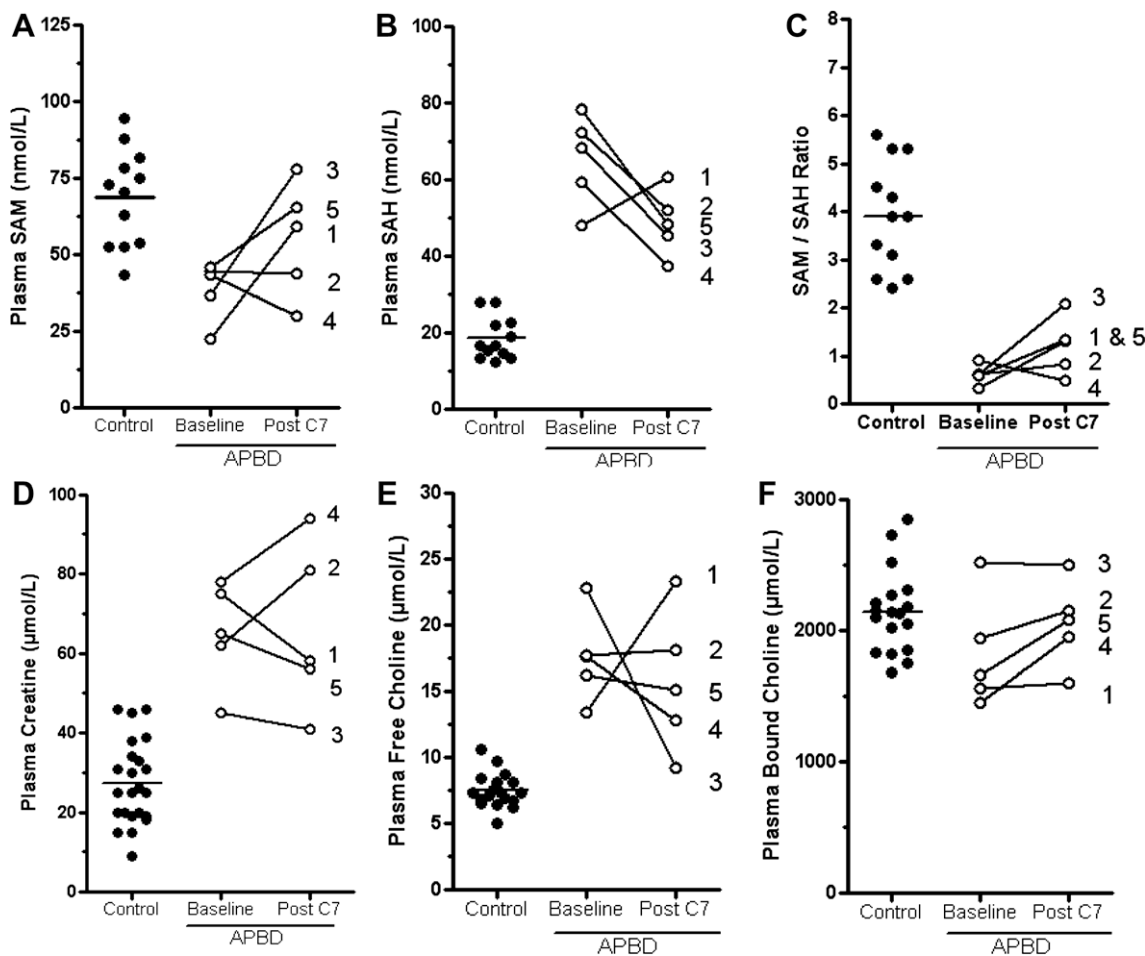 A
Plasma SAM (nmol/L)
125
100
75
50
25
0
3
5
1
2
4
Control
Baseline
Post C7
APBD
B
Plasma SAH (nmol/L)
100
80
60
40
20
0
1
2
5
3
4
Control
Baseline
Post C7
APBD
C
SAM / SAH Ratio
8
7
6
5
4
3
2
1
0
3
1 & 5
2
4
Control
Baseline
Post C7
APBD
D
Plasma Creatine (µmol/L)
100
80
60
40
20
0
4
2
1
5
3
Control
Baseline
Post C7
APBD
E
Plasma Free Choline (µmol/L)
30
25
20
15
10
5
0
1
2
5
4
3
Control
Baseline
Post C7
APBD
F
Plasma Bound Choline (µmol/L)
3000
2000
1000
0
3
2
5
4
1
Control
Baseline
Post C7
APBD